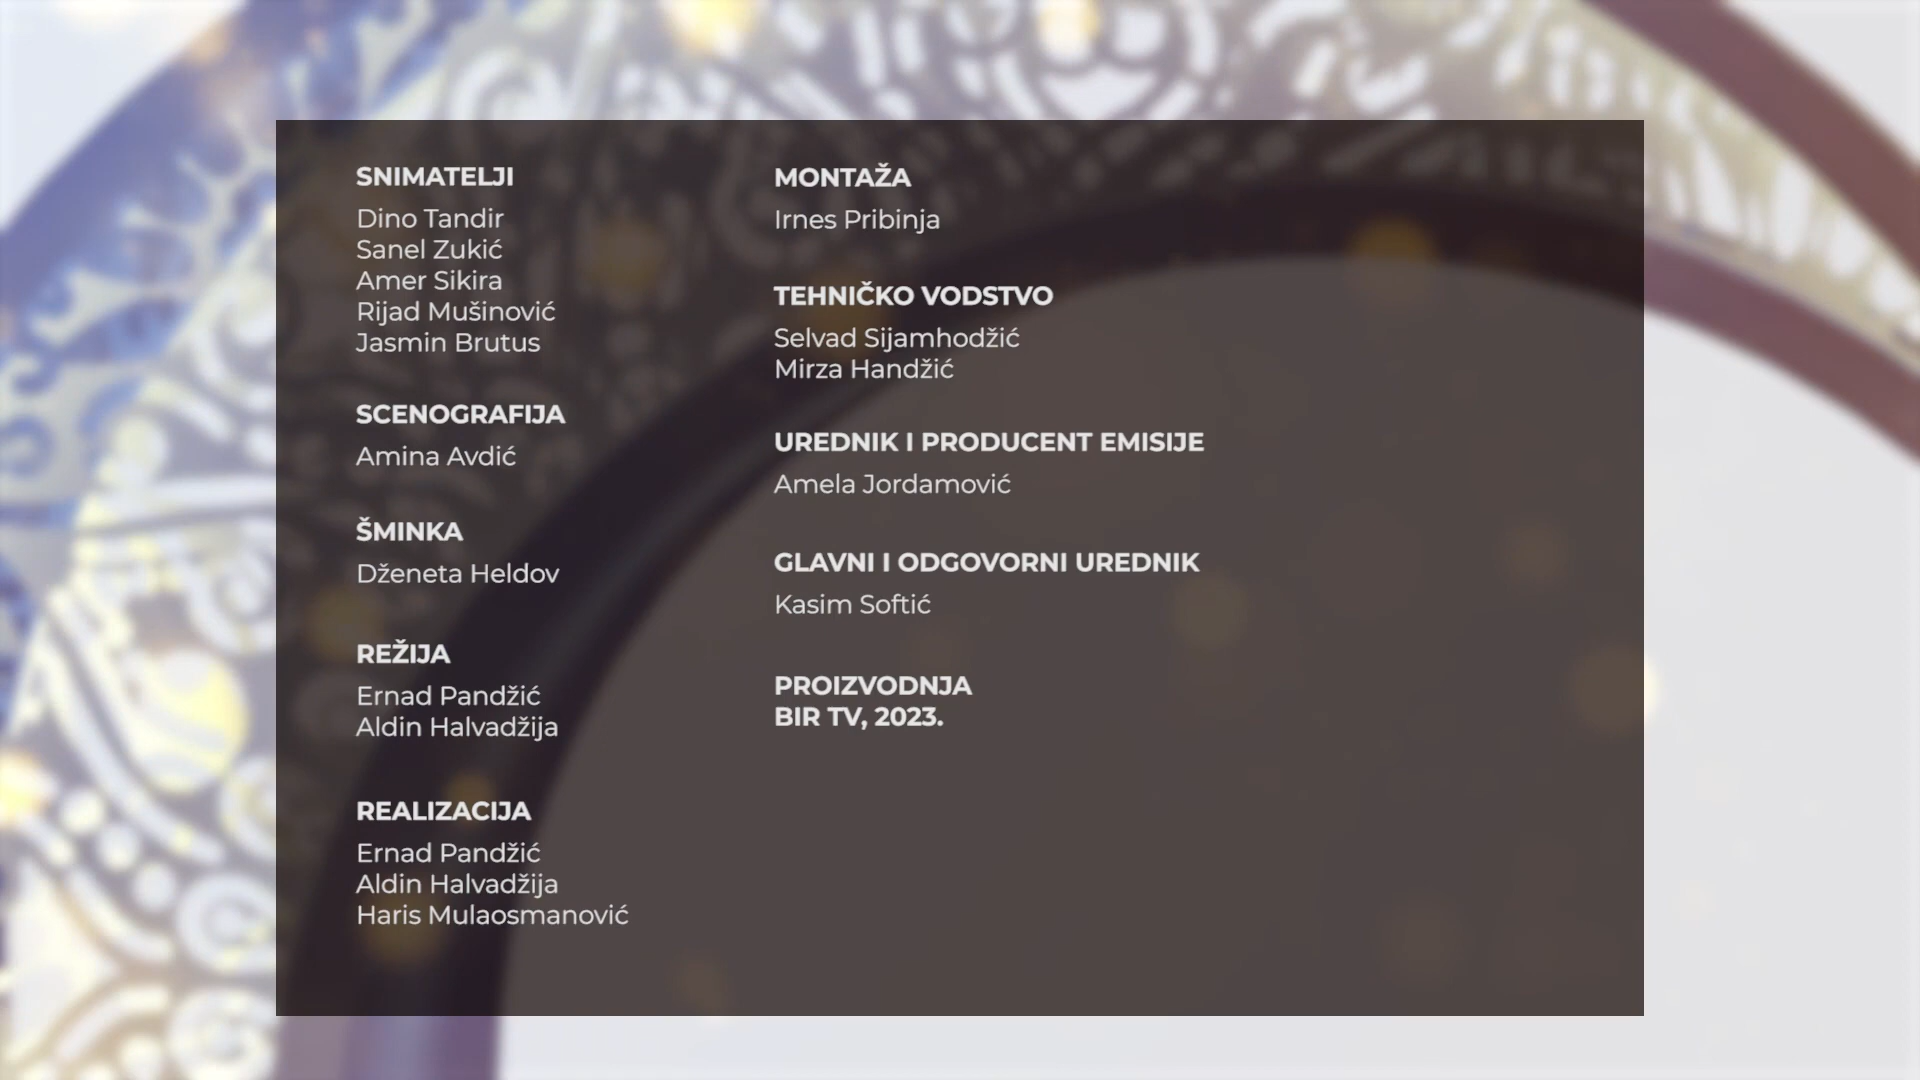 SNIMATELJI
Dino Tandir
Sanel Zukić
Amer Sikira
Rijad Mušinović
Jasmin Brutus
SCENOGRAFIJA
Amina Avdić
ŠMINKA
Dženeta Heldov
REŽIJA
Ernad Pandžić
Aldin Halvadžija
REALIZACIJA
Ernad Pandžić
Aldin Halvadžija
Haris Mulaosmanović
MONTAŽA
Irnes Pribinja
TEHNIČKO VODSTVO
Selvad Sijamhodžić
Mirza Handžić
UREDNIK I PRODUCENT EMISIJE
Amela Jordamović
GLAVNI I ODGOVORNI UREDNIK
Kasim Softić
PROIZVODNJA
BIR TV, 2023.